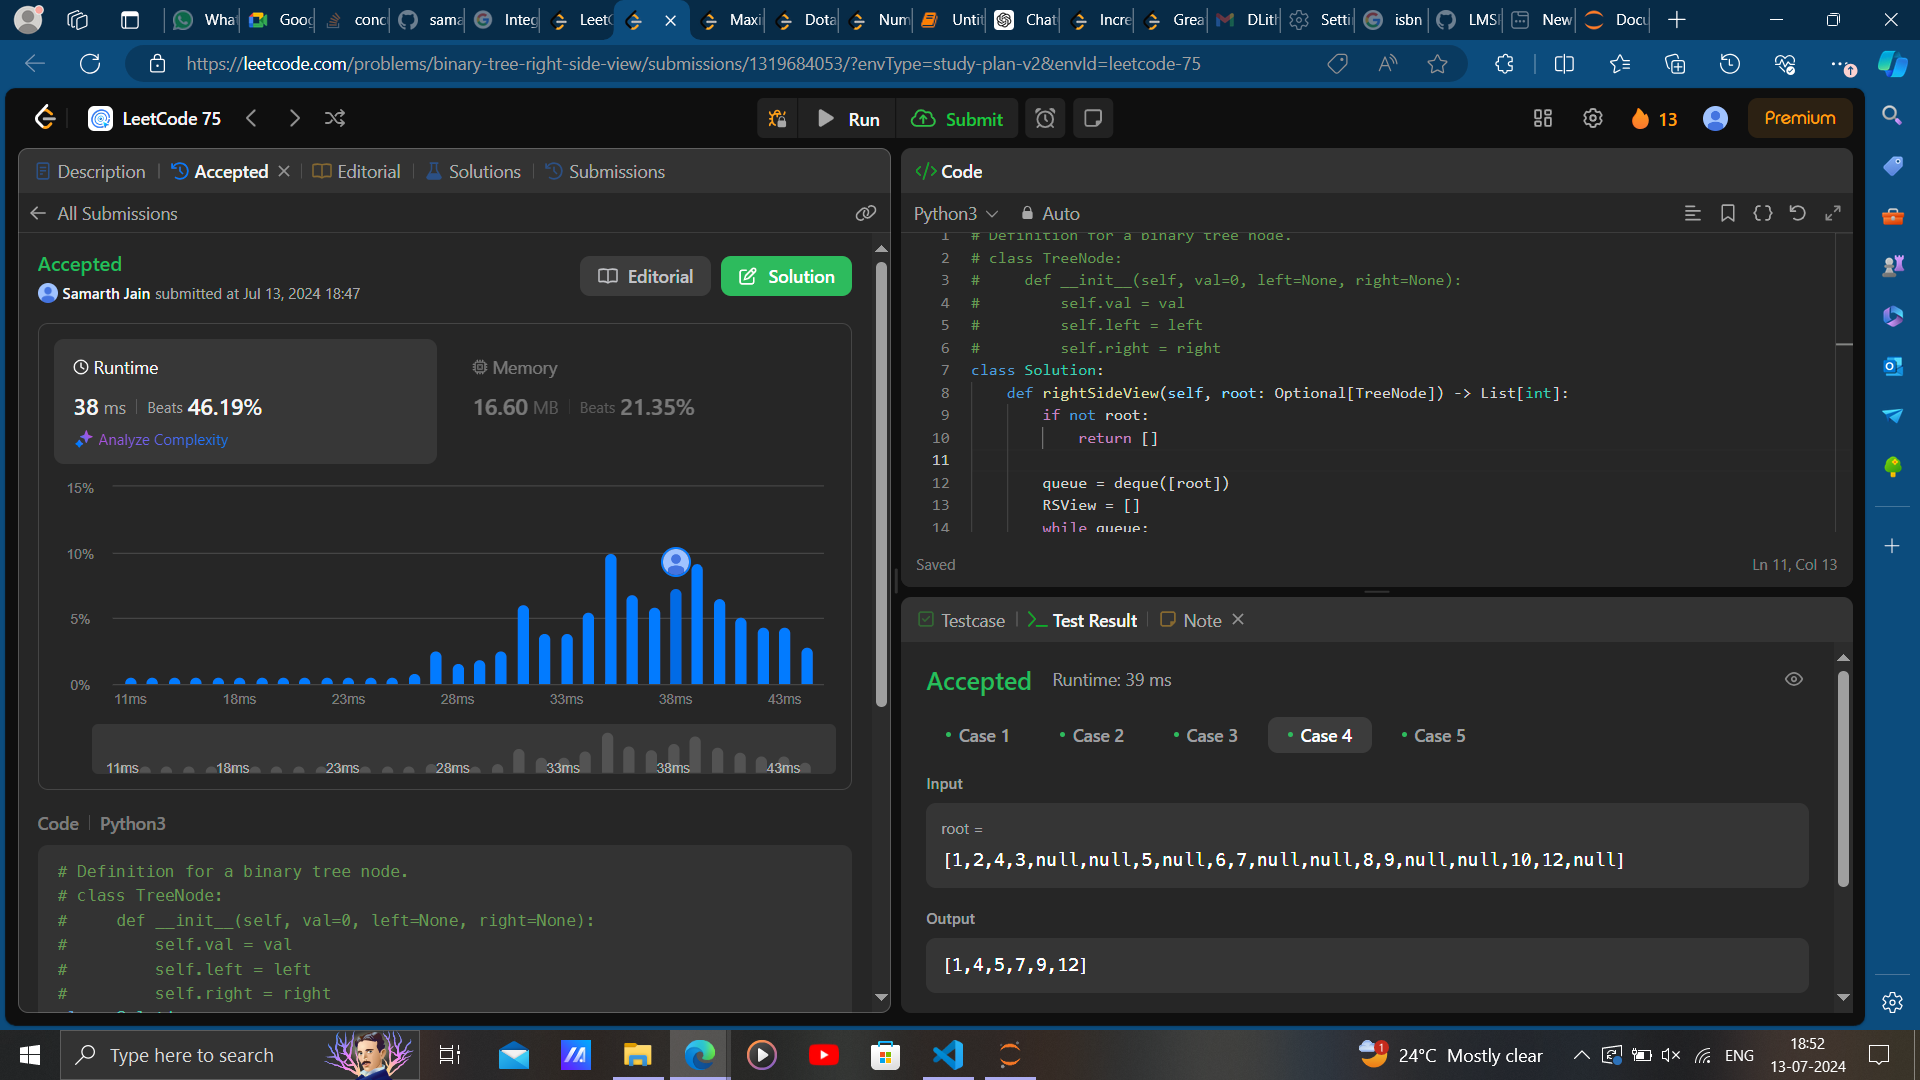 What
Goog
conc
sama
Integ
LeetC
Maxi
Dota
Num
Untit
Chat
Incre
Grea
DLith
Setti
isbn
LMSF
New
Docu
https://leetcode.com/problems/binary-tree-right-side-view/submissions/1319684053/?envType=study-plan-v2&envId=leetcode-75
LeetCode 75
Run
Submit
13
Premium
Description
Accepted
Editorial
Solutions
Submissions
All Submissions
Accepted
Samarth Jain submitted at Jul 13, 2024 18:47
Editorial
Solution
Runtime
38 ms Beats 46.19%
Analyze Complexity
Memory
16.60 MB Beats 21.35%
15%
10%
5%
0%
11ms 18ms 23ms 28ms 33ms 38ms 43ms
11ms 18ms 23ms 28ms 33ms 38ms 43ms
Code Python3
# Definition for a binary tree node.
# class TreeNode:
# def __init__(self, val=0, left=None, right=None):
# self.val = val
# self.left = left
# self.right = right
</> Code
Python3 Auto
1 # Definition for a binary tree node.
2 # class TreeNode:
3 # def __init__(self, val=0, left=None, right=None):
4 # self.val = val
5 # self.left = left
6 # self.right = right
7 class Solution:
8 def rightSideView(self, root: Optional[TreeNode]) -> List[int]:
9 if not root:
10 return []
11
12 queue = deque([root])
13 RSView = []
14 while queue:
Saved
Ln 11, Col 13
Testcase
Test Result
Note
Accepted Runtime: 39 ms
Case 1
Case 2
Case 3
Case 4
Case 5
Input
root =
[1,2,4,3,null,null,5,null,6,7,null,null,8,9,null,null,10,12,null]
Output
[1,4,5,7,9,12]
Type here to search
1
24°C Mostly clear
ENG
18:52
13-07-2024